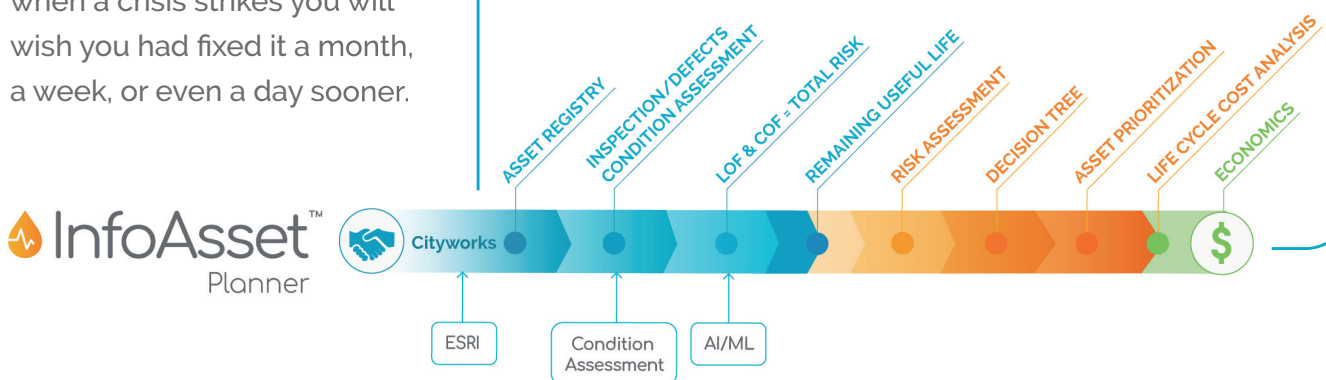 when a crisis strikes you will
wish you had fixed it a month,
a week, or even a day sooner.
ASSET REGISTRY
INSPECTION/DEFECTS
CONDITION ASSESSMENT
LOF & COF = TOTAL RISK
REMAINING USEFUL LIFE
RISK ASSESSMENT
DECISION TREE
ASSET PRIORITIZATION
LIFE CYCLE COST ANALYSIS
ECONOMICS
InfoAsset™
Planner
Cityworks
$
ESRI
Condition
Assessment
AI/ML